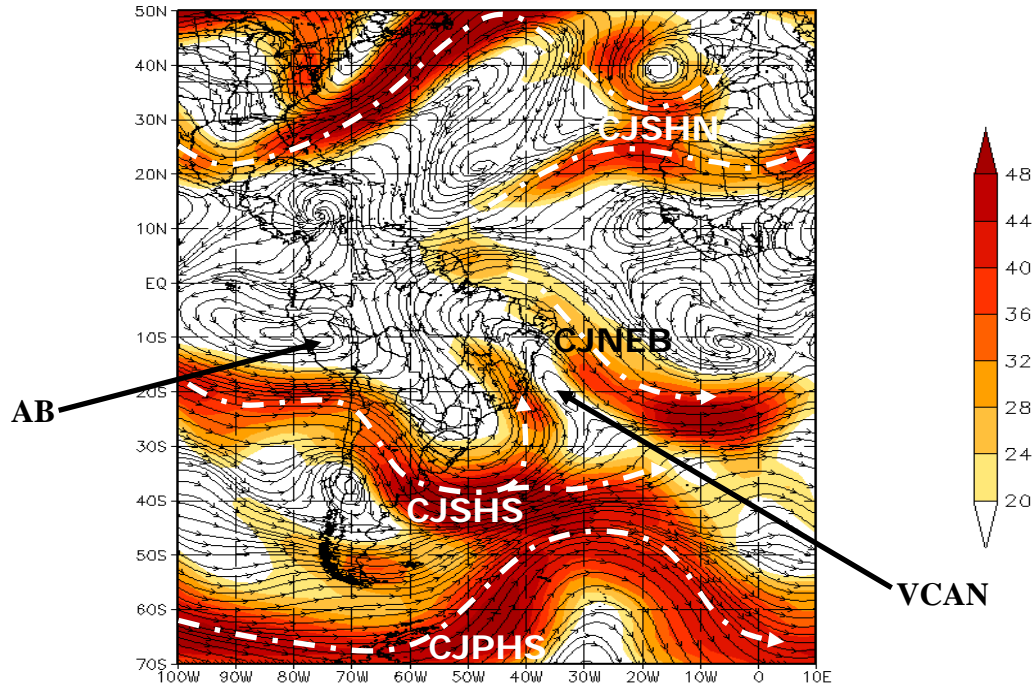 50N
40N
30N
20N
10N
EQ
10S
20S
30S
40S
50S
60S
70S
100W 90W 80W 70W 60W 50W 40W 30W 20W 10W 0 10E
CJSHN
CJNEB
CJSHS
CJPHS
AB
VCAN
48
44
40
36
32
28
24
20